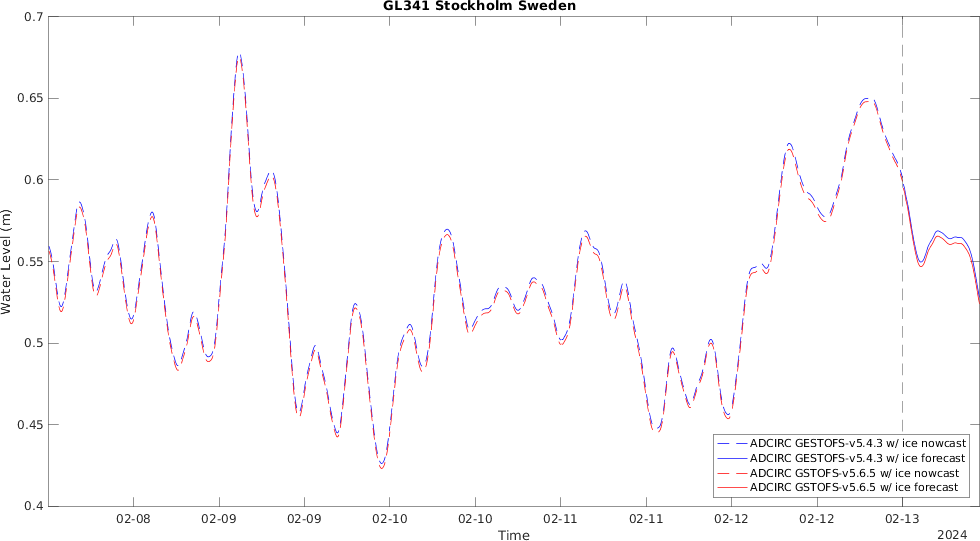 GL341 Stockholm Sweden
0.7
0.65
0.6
0.55
0.5
0.45
0.4
Water Level (m)
02-08
02-09
02-09
02-10
02-10
02-11
02-11
02-12
02-12
02-13
Time
2024
ADCIRC GESTOFS-v5.4.3 w/ ice nowcast
ADCIRC GESTOFS-v5.4.3 w/ ice forecast
ADCIRC GSTOFS-v5.6.5 w/ ice nowcast
ADCIRC GSTOFS-v5.6.5 w/ ice forecast